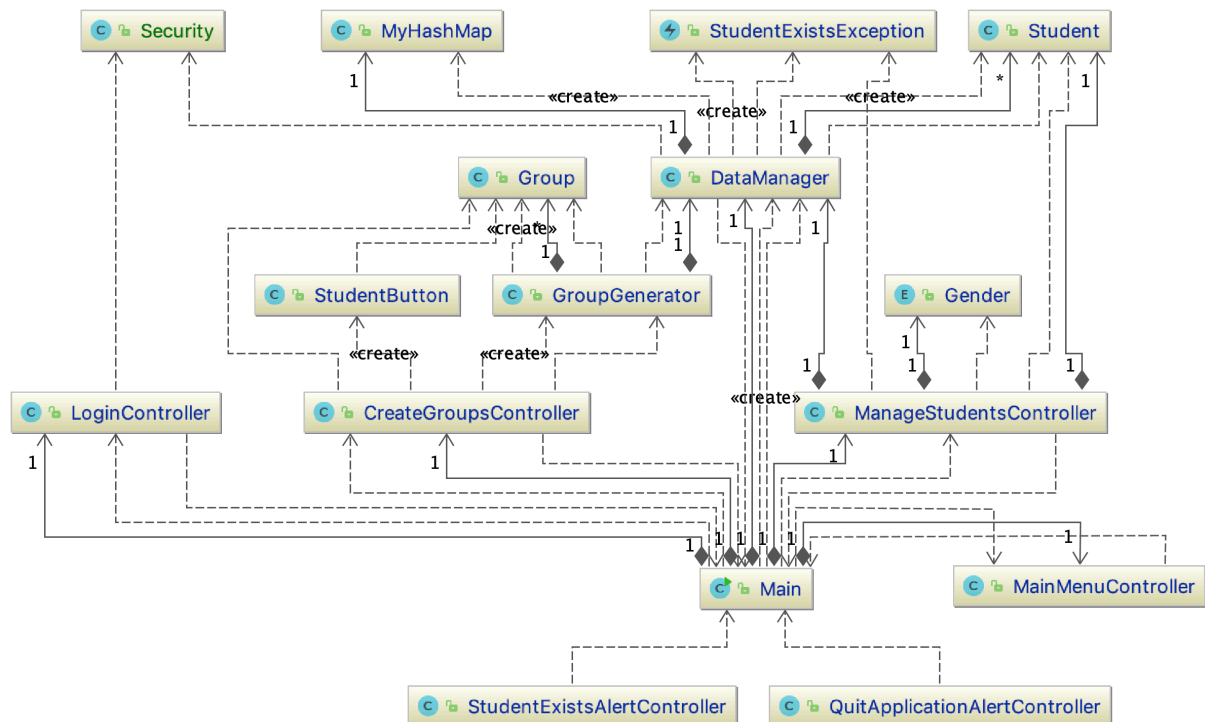 C Security
C MyHashMap
StudentExistsException
C Student
1
*
1
«create»
«create»
«create»
1
1
C Group
C DataManager
«create»
*
1
1
1
1
1
C StudentButton
C GroupGenerator
E Gender
«create»
«create»
1
1
1
1
«create»
C LoginController
C CreateGroupsController
C ManageStudentsController
1
1
1
1
1
1
1
1
1
1
C Main
C MainMenuController
C StudentExistsAlertController
C QuitApplicationAlertController